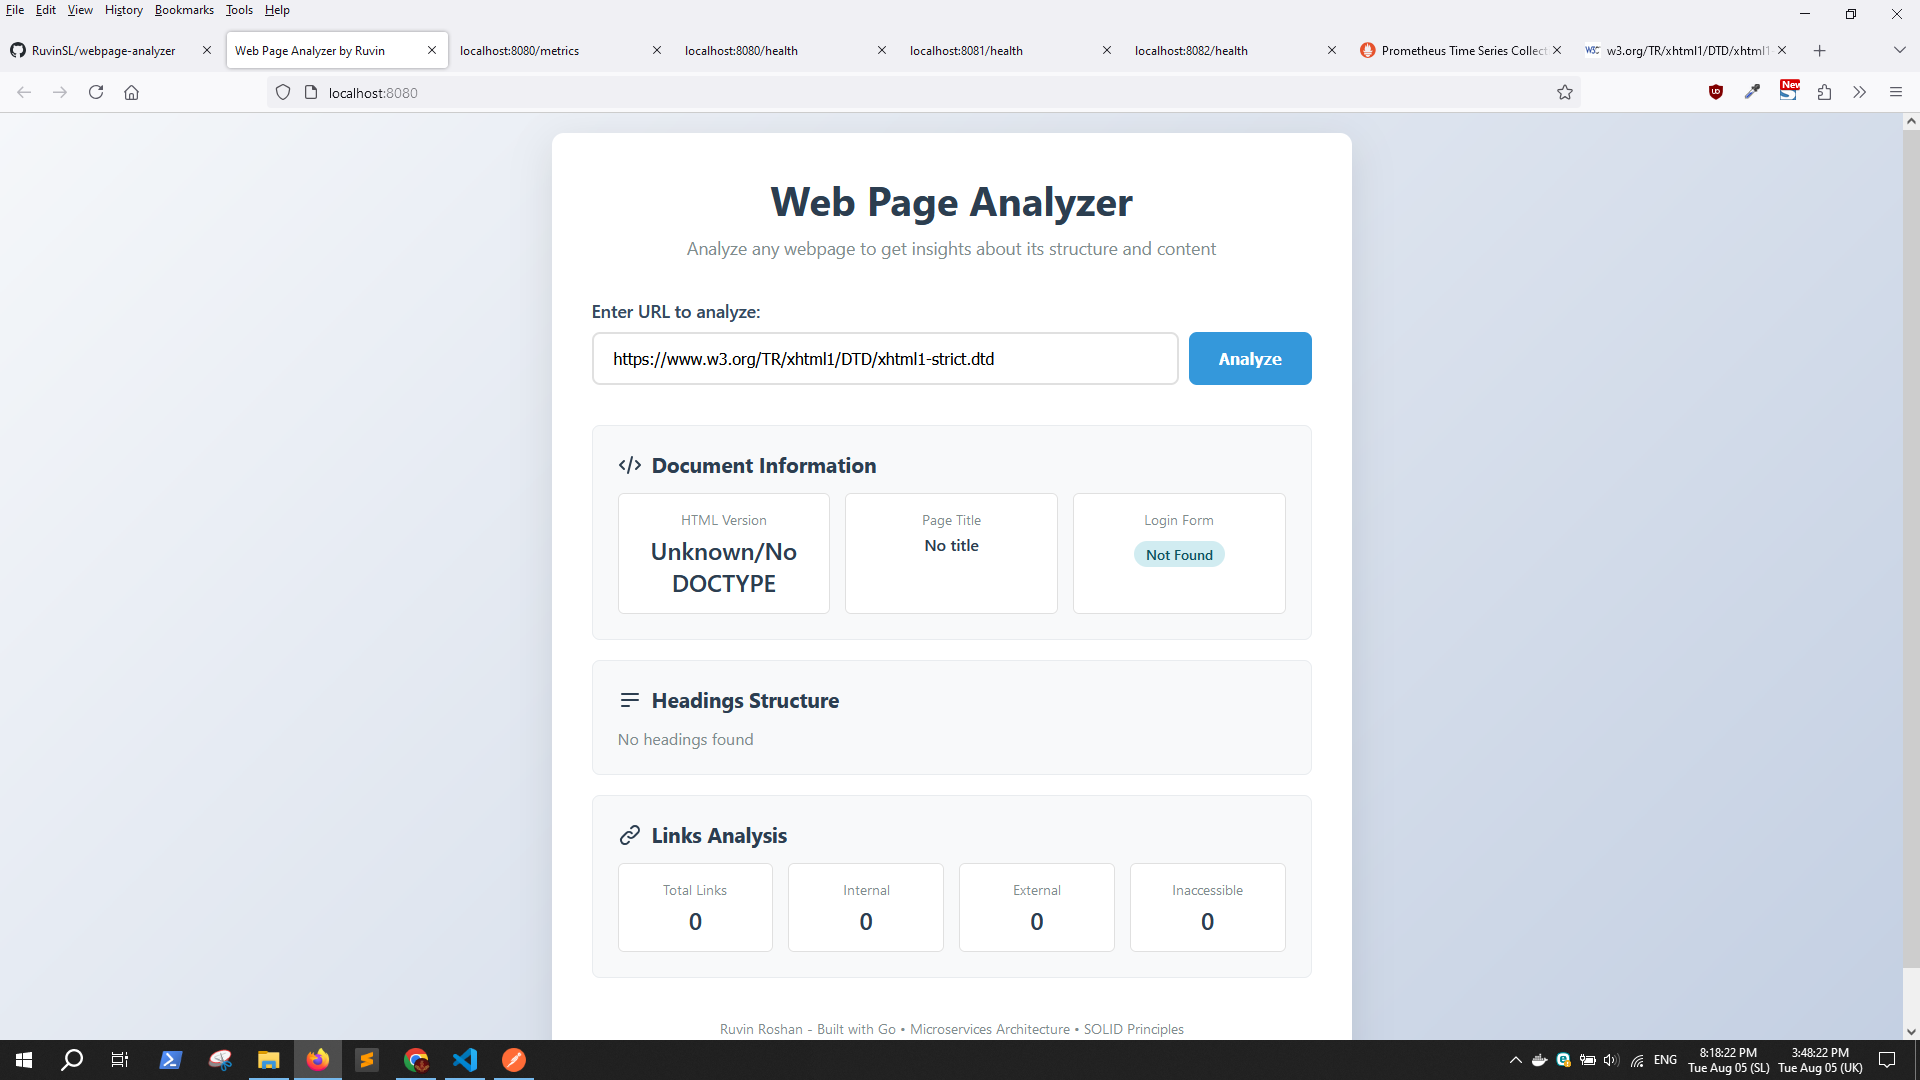 File Edit View History Bookmarks Tools Help
RuvinSL/webpage-analyzer
Web Page Analyzer by Ruvin
localhost:8080/metrics
localhost:8080/health
localhost:8081/health
localhost:8082/health
Prometheus Time Series Collect
w3.org/TR/xhtml1/DTD/xhtml1-
localhost:8080
New
Web Page Analyzer
Analyze any webpage to get insights about its structure and content
Enter URL to analyze:
https://www.w3.org/TR/xhtml1/DTD/xhtml1-strict.dtd
Analyze
Document Information
HTML Version
Unknown/No
DOCTYPE
Page Title
No title
Login Form
Not Found
Headings Structure
No headings found
Links Analysis
Total Links
0
Internal
0
External
0
Inaccessible
0
Ruvin Roshan - Built with Go • Microservices Architecture • SOLID Principles
ENG
8:18:22 PM
Tue Aug 05 (SL)
3:48:22 PM
Tue Aug 05 (UK)